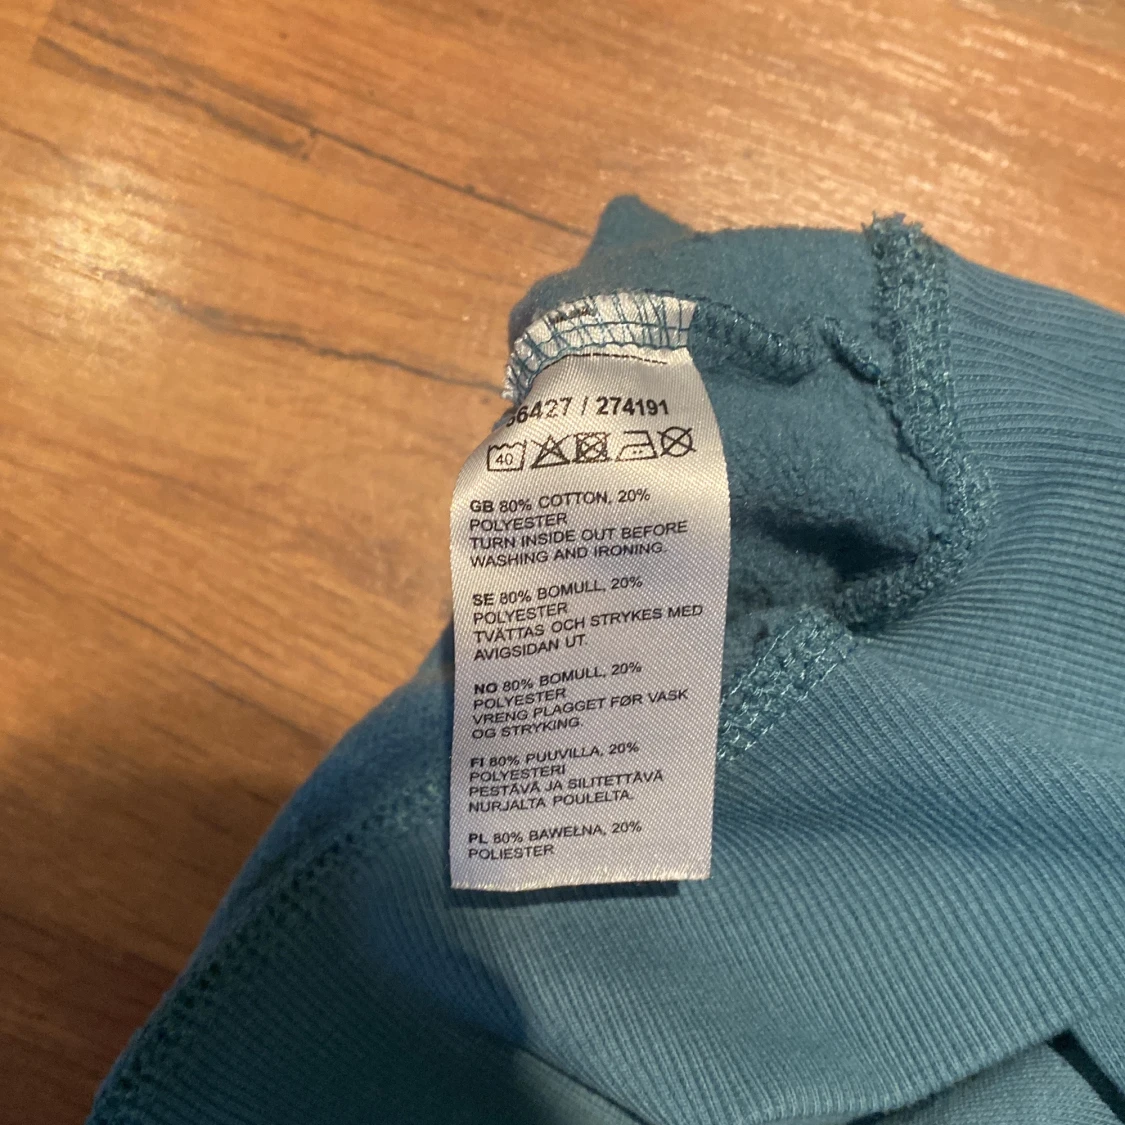 6427 / 274191
40
GB 80% COTTON, 20%
POLYESTER
TURN INSIDE OUT BEFORE
WASHING AND IRONING.
SE 80% BOMULL, 20%
POLYESTER
TVÄTTAS OCH STRYKES MED
AVIGSIDAN UT.
NO 80% BOMULL, 20%
POLYESTER
VRENG PLAGGET FØR VASK
OG STRYKING.
FI 80% PUUVILLA, 20%
POLYESTERI
PESTÄVÄ JA SILITETTÄVÄ
NURJALTA POULELTA.
PL 80% BAWEŁNA, 20%
POLIESTER